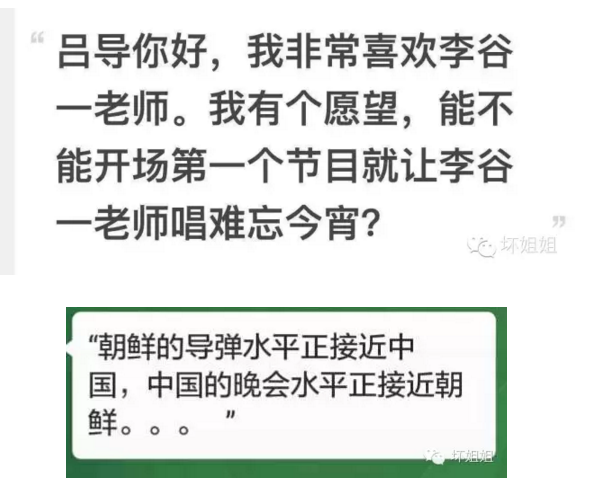 “
吕导你好，我非常喜欢李谷
一老师。我有个愿望，能不
能开场第一个节目就让李谷
一老师唱难忘今宵？
”
坏姐姐
“朝鲜的导弹水平正接近中
国，中国的晚会水平正接近朝
鲜。。。 ”
坏姐姐